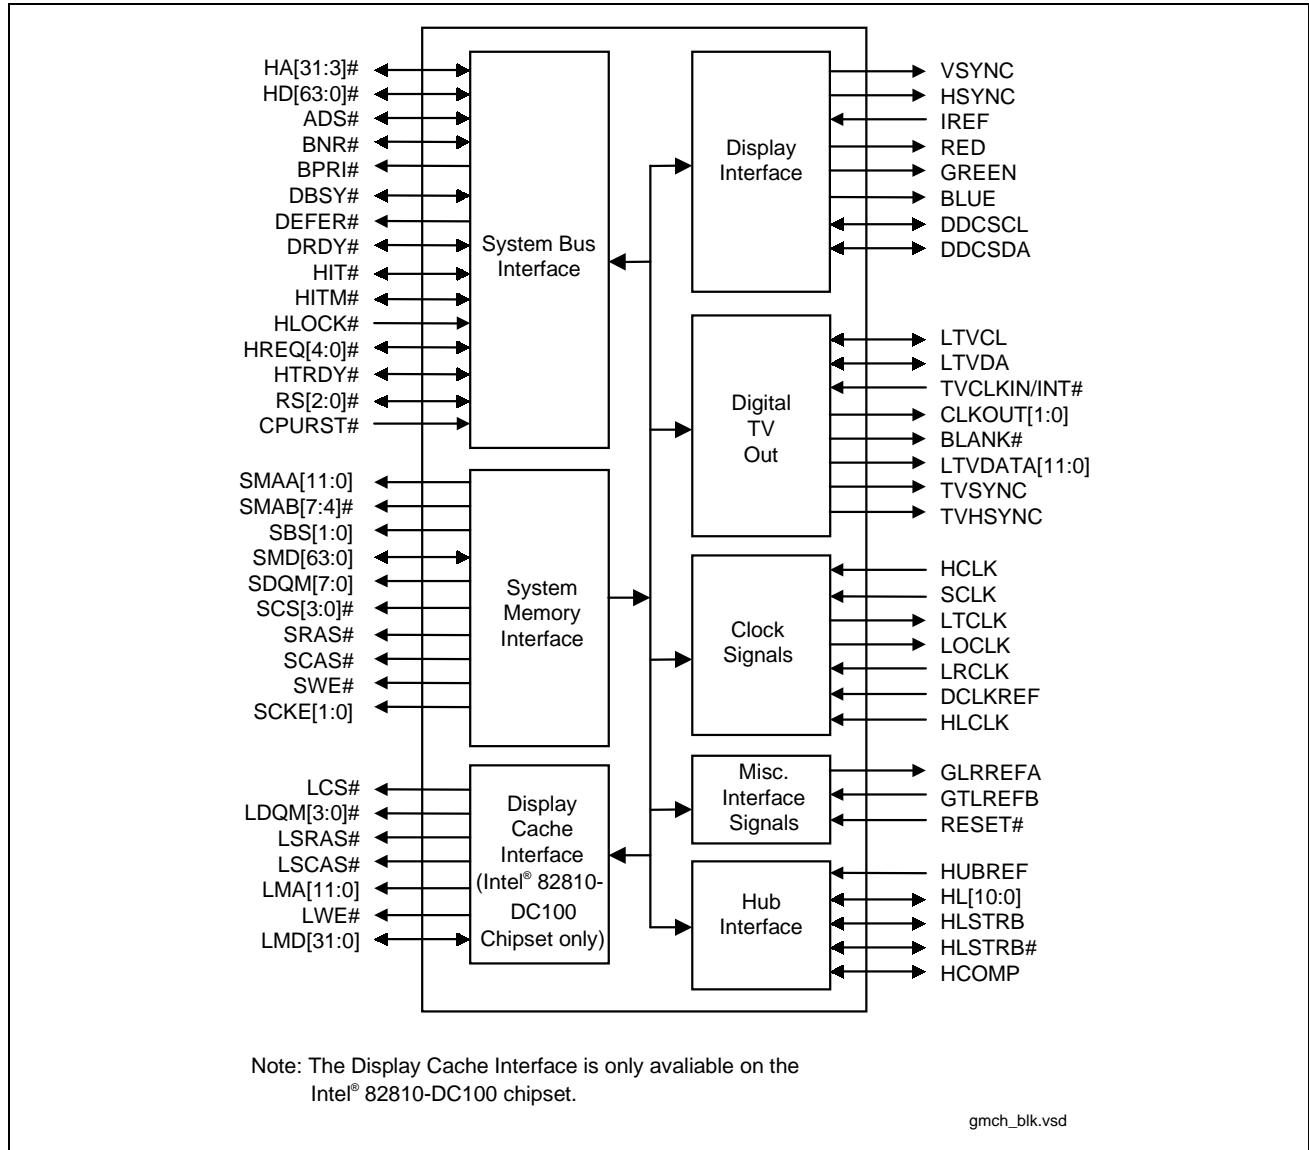 HA[31:3]#
HD[63:0]#
ADS#
BNR#
BPRI#
DBSY#
DEFER#
DRDY#
HIT#
HITM#
HLOCK#
HREQ[4:0]#
HTRDY#
RS[2:0]#
CPURST#
System Bus
Interface
SMAA[11:0]
SMAB[7:4]#
SBS[1:0]
SMD[63:0]
SDQM[7:0]
SCS[3:0]#
SRAS#
SCAS#
SWE#
SCKE[1:0]
System
Memory
Interface
LCS#
LDQM[3:0]#
LSRAS#
LSCAS#
LMA[11:0]
LWE#
LMD[31:0]
Display
Cache
Interface
(Intel® 82810-
DC100
Chipset only)
Display
Interface
VSYNC
HSYNC
IREF
RED
GREEN
BLUE
DDCSCL
DDCSDA
Digital
TV
Out
LTVCL
LTVDA
TVCLKIN/INT#
CLKOUT[1:0]
BLANK#
LTVDATA[11:0]
TVSYNC
TVHSYNC
Clock
Signals
HCLK
SCLK
LTCLK
LOCLK
LRCLK
DCLKREF
HLCLK
Misc.
Interface
Signals
GLRREFA
GTLREFB
RESET#
Hub
Interface
HUBREF
HL[10:0]
HLSTRB
HLSTRB#
HCOMP
Note: The Display Cache Interface is only avaliable on the
Intel® 82810-DC100 chipset.
gmch_blk.vsd